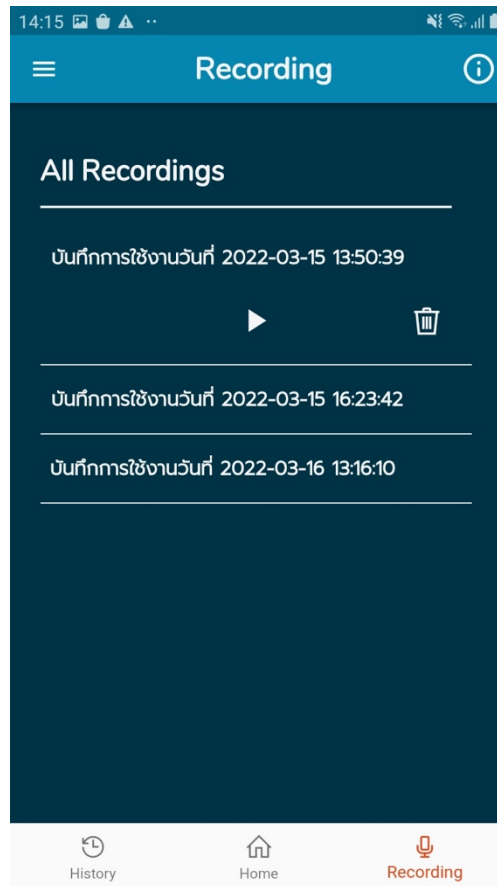 14:15
Recording
All Recordings
บันทึกการใช้งานวันที่ 2022-03-15 13:50:39
บันทึกการใช้งานวันที่ 2022-03-15 16:23:42
บันทึกการใช้งานวันที่ 2022-03-16 13:16:10
History Home Recording